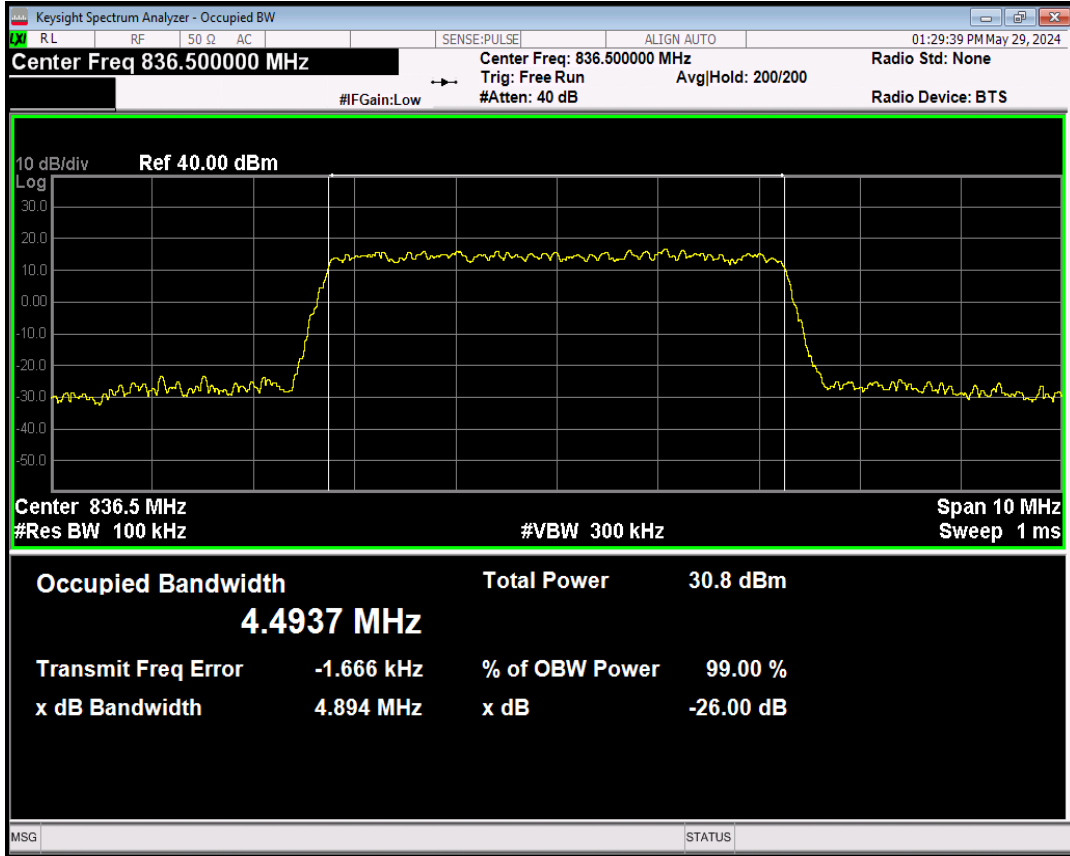 Keysight Spectrum Analyzer - Occupied BW
LXI RL RF 50 Ω AC SENSE:PULSE ALIGN AUTO 01:29:39 PM May 29, 2024
Center Freq 836.500000 MHz Center Freq: 836.500000 MHz Radio Std: None
Trig: Free Run Avg|Hold: 200/200
#IFGain:Low #Atten: 40 dB Radio Device: BTS
10 dB/div Ref 40.00 dBm
Log
30.0
20.0
10.0
0.00
-10.0
-20.0
-30.0
-40.0
-50.0
Center 836.5 MHz Span 10 MHz
#Res BW 100 kHz #VBW 300 kHz Sweep 1 ms
Occupied Bandwidth Total Power 30.8 dBm
4.4937 MHz
Transmit Freq Error -1.666 kHz % of OBW Power 99.00 %
x dB Bandwidth 4.894 MHz x dB -26.00 dB
MSG STATUS